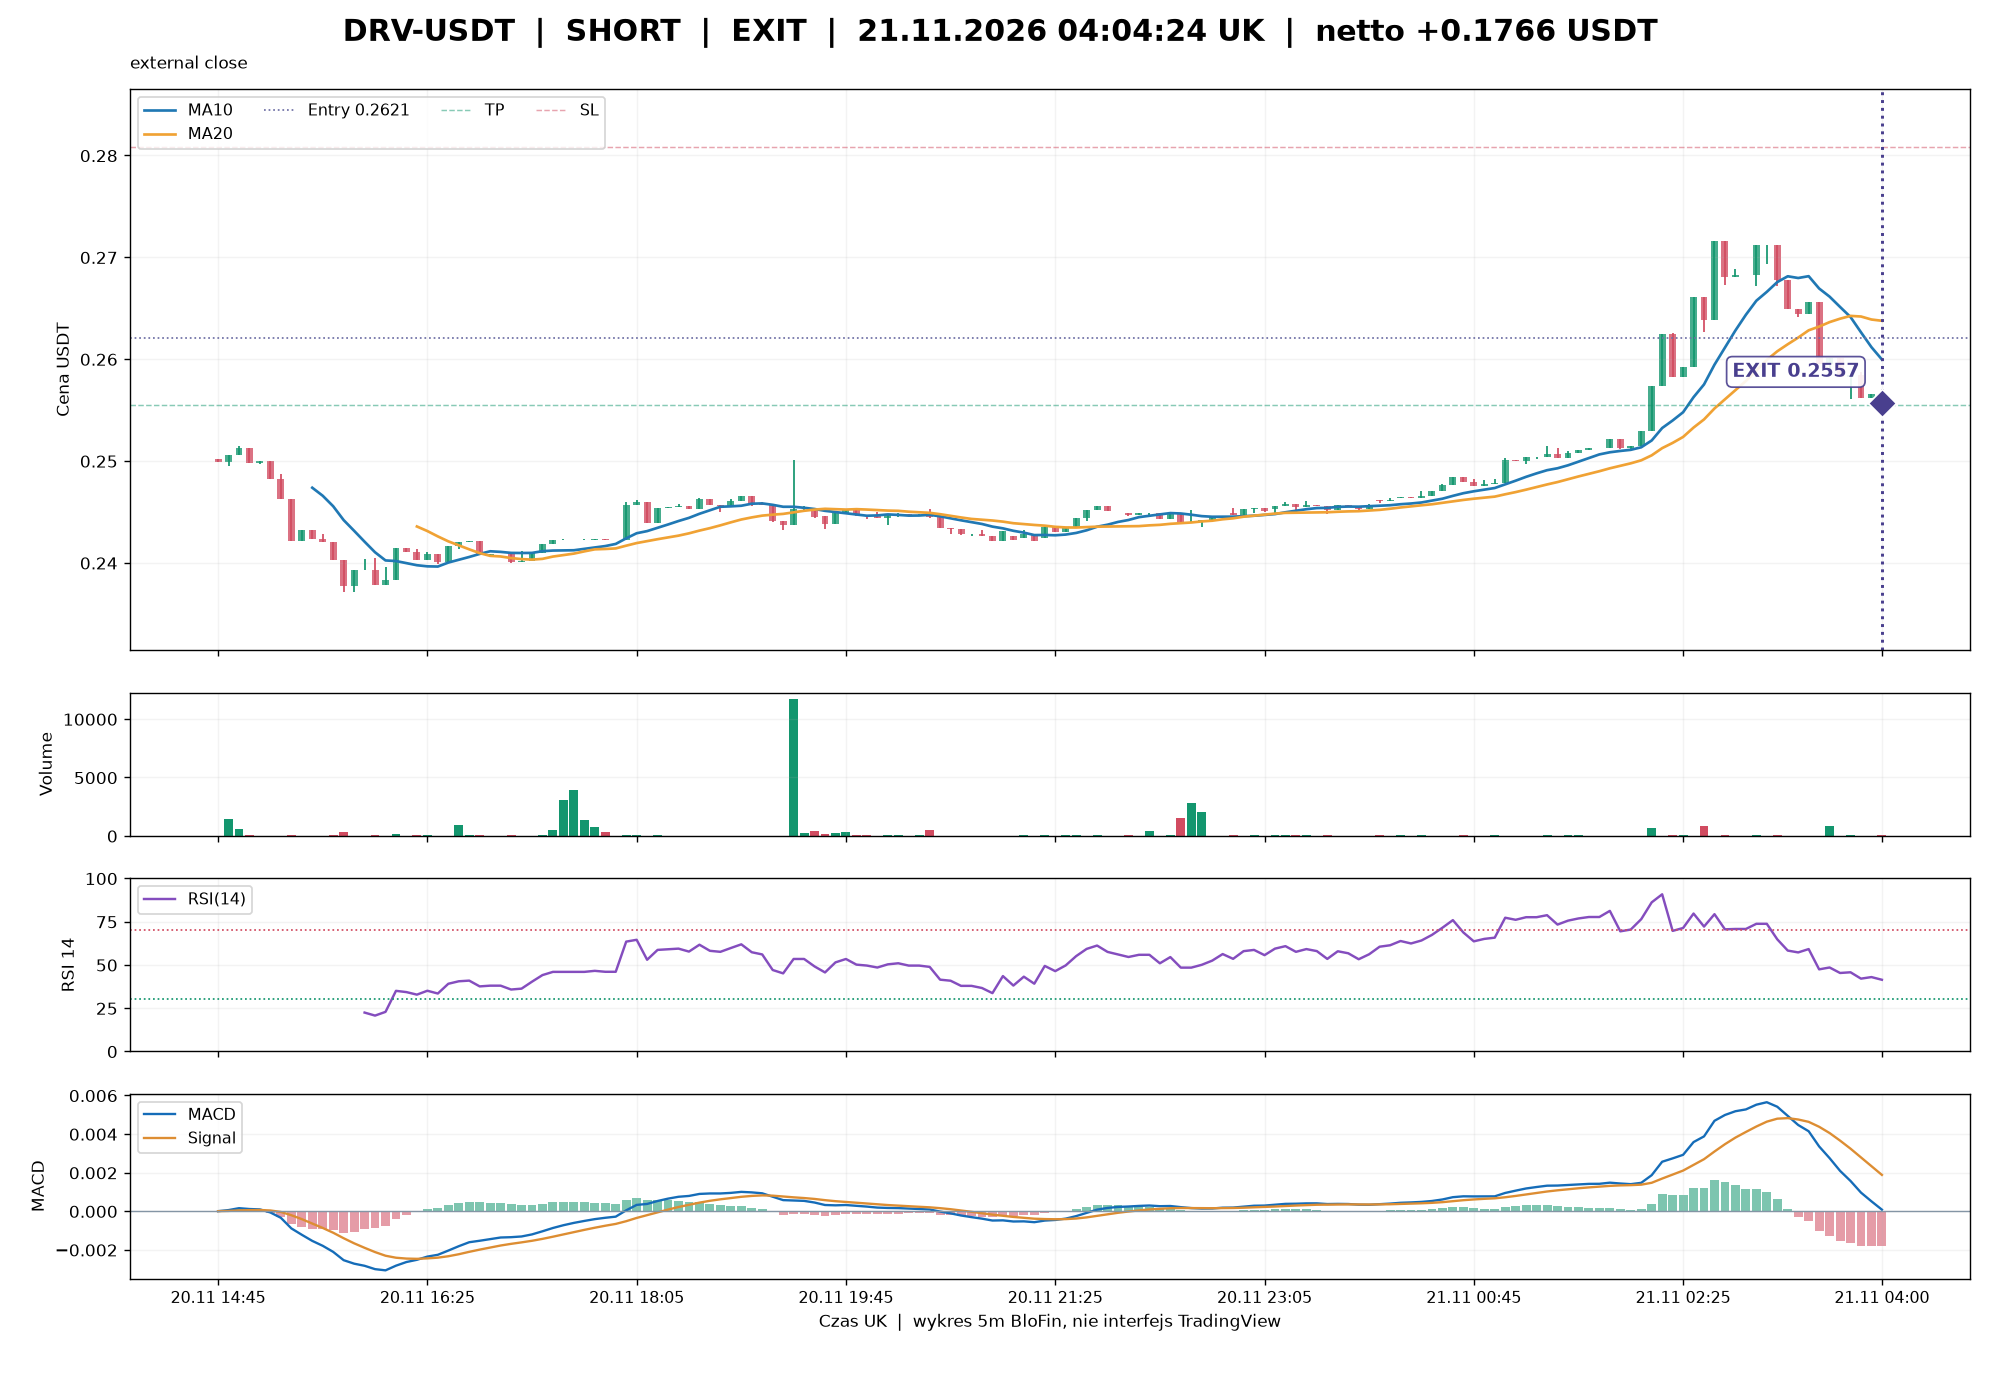 DRV-USDT | SHORT | EXIT | 21.11.2026 04:04:24 UK | netto +0.1766 USDT
external close
MA10 Entry 0.2621 TP SL
MA20
0.28
0.27
0.26
0.25
0.24
Cena USDT
EXIT 0.2557
10000
5000
0
Volume
RSI(14)
100
75
50
25
0
RSI 14
MACD
Signal
0.006
0.004
0.002
0.000
−0.002
MACD
20.11 14:45 20.11 16:25 20.11 18:05 20.11 19:45 20.11 21:25 20.11 23:05 21.11 00:45 21.11 02:25 21.11 04:00
Czas UK | wykres 5m BloFin, nie interfejs TradingView